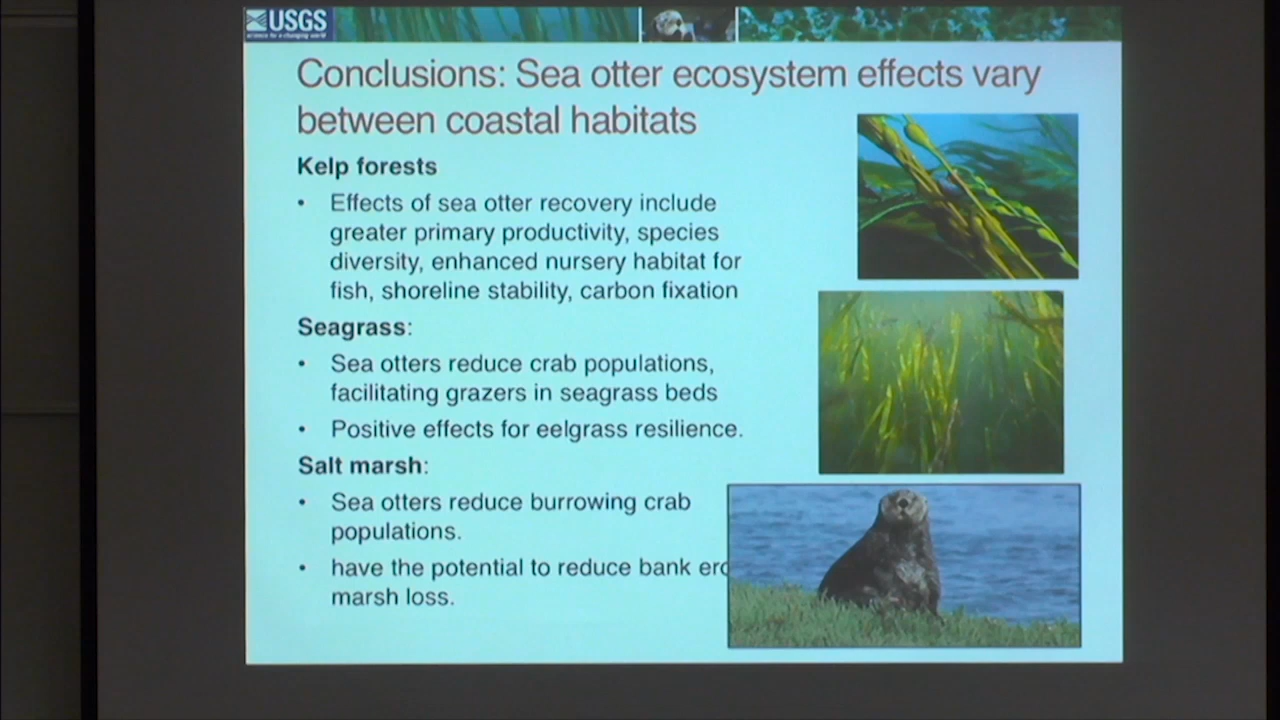 USGS
science for a changing world
Conclusions: Sea otter ecosystem effects vary
between coastal habitats
Kelp forests
• Effects of sea otter recovery include
greater primary productivity, species
diversity, enhanced nursery habitat for
fish, shoreline stability, carbon fixation
Seagrass:
• Sea otters reduce crab populations,
facilitating grazers in seagrass beds
• Positive effects for eelgrass resilience.
Salt marsh:
• Sea otters reduce burrowing crab
populations.
• have the potential to reduce bank ero
marsh loss.